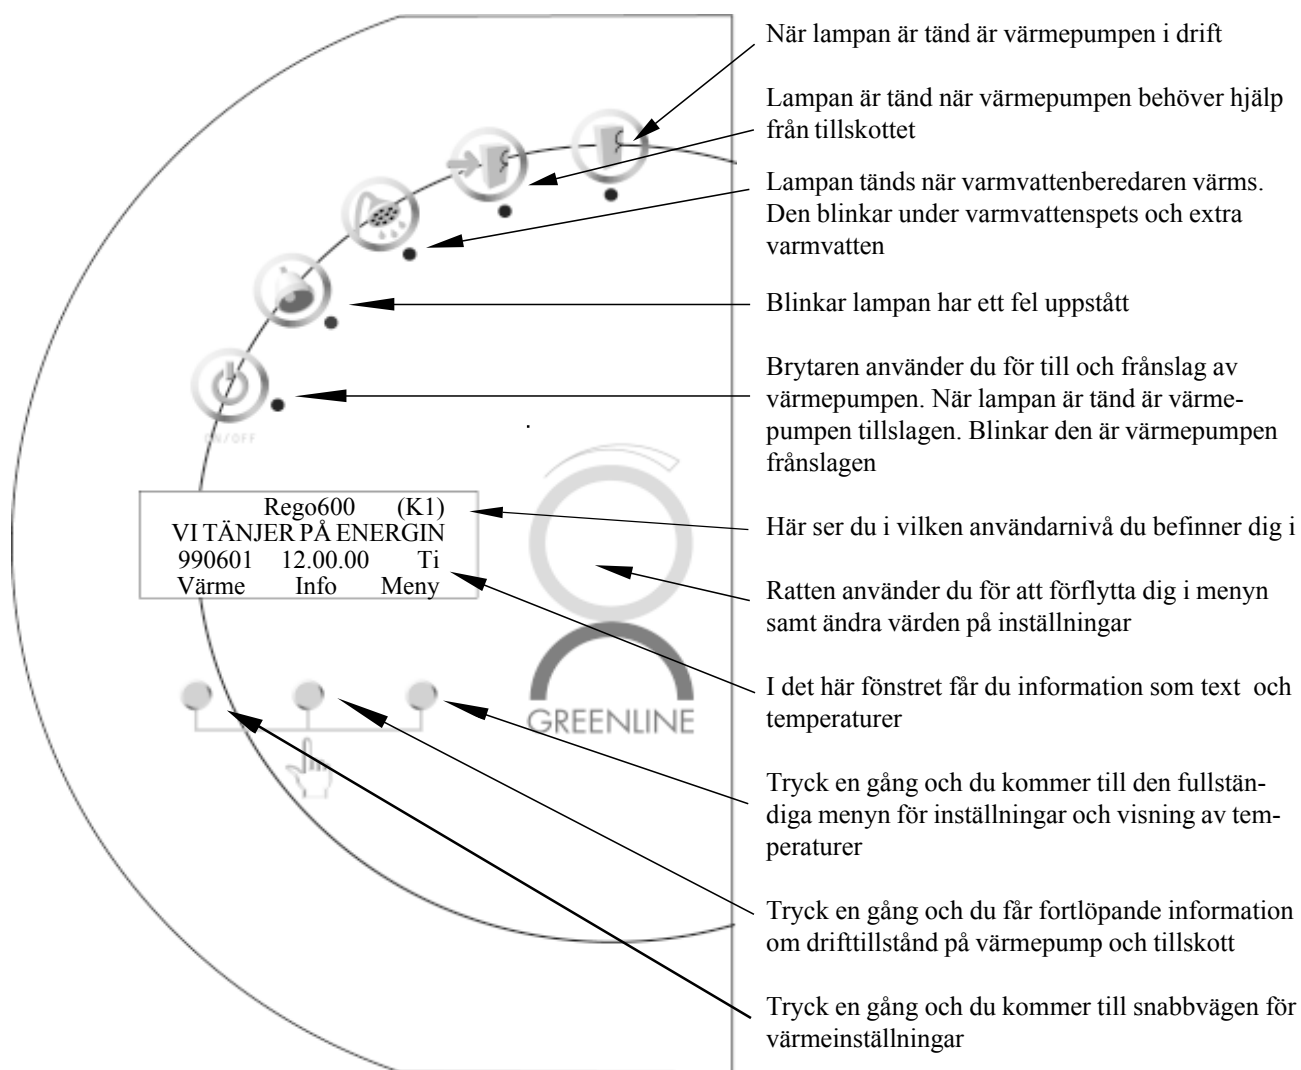 När lampan är tänd är värmepumpen i drift
Lampan är tänd när värmepumpen behöver hjälp
från tillskottet
Lampan tänds när varmvattenberedaren värms.
Den blinkar under varmvattenspets och extra
varmvatten
Blinkar lampan har ett fel uppstått
Brytaren använder du för till och frånslag av
värmepumpen. När lampan är tänd är värme-
pumpen tillslagen. Blinkar den är värmepumpen
frånslagen
ON/OFF
Rego600 (K1)
VI TÄNJER PÅ ENERGIN
990601 12.00.00 Ti
Värme Info Meny
Här ser du i vilken användarnivå du befinner dig i
Ratten använder du för att förflytta dig i menyn
samt ändra värden på inställningar
I det här fönstret får du information som text och
temperaturer
GREENLINE
Tryck en gång och du kommer till den fullstän-
diga menyn för inställningar och visning av tem-
peraturer
Tryck en gång och du får fortlöpande information
om drifttillstånd på värmepump och tillskott
Tryck en gång och du kommer till snabbvägen för
värmeinställningar